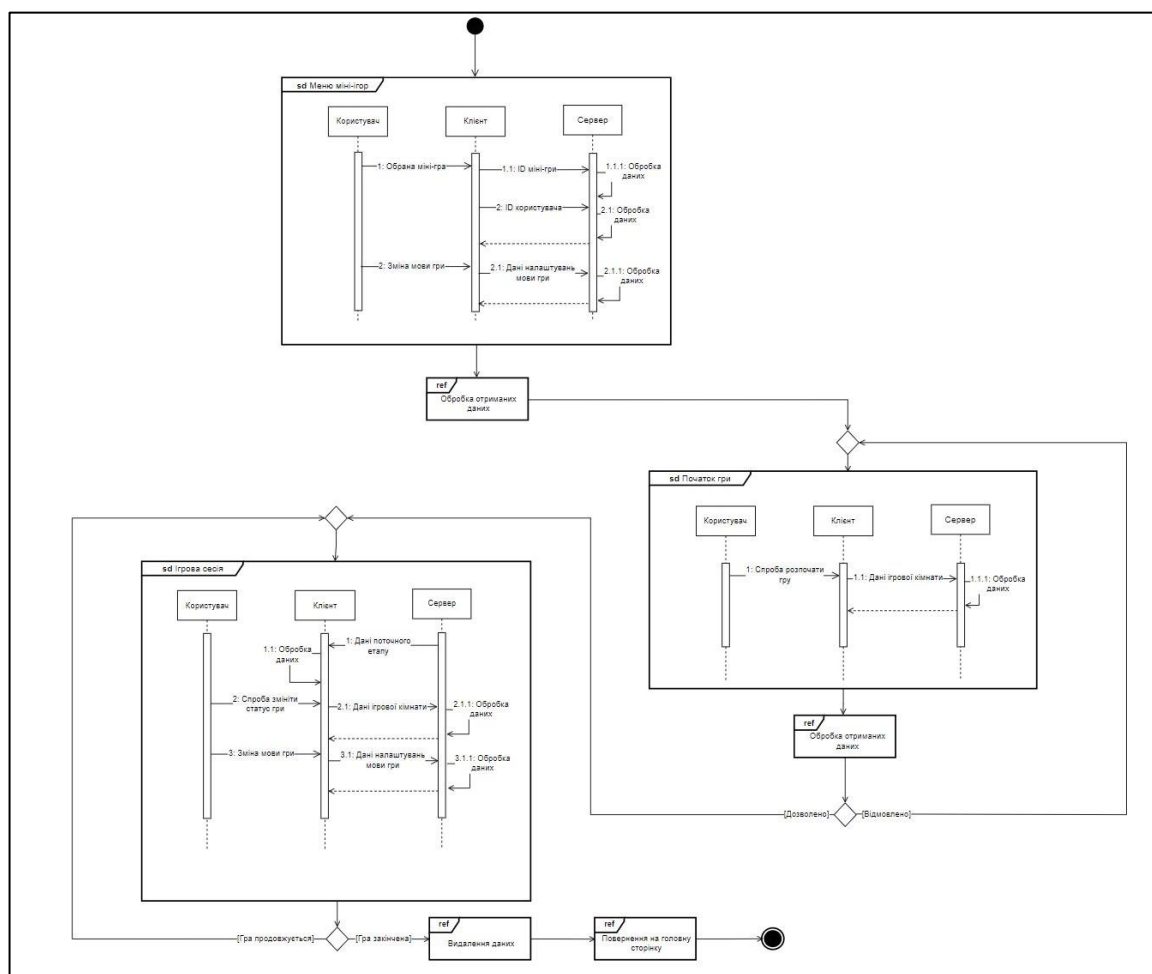 sd Меню міні-ігор
Користувач
Клієнт
Сервер
1: Обрана міні-гра
1.1: ID міні-гри
1.1.1: Обробка
даних
2: ID користувача
2.1: Обробка
даних
2: Зміна мови гри
2.1: Дані налаштувань
мови гри
2.1.1: Обробка
даних
ref
Обробка отриманих
даних
sd Початок гри
Користувач
Клієнт
Сервер
1: Спроба розпочати
гру
1.1: Дані ігрової кімнати
1.1.1: Обробка
даних
ref
Обробка отриманих
даних
[Дозволено]
[Відмовлено]
sd Ігрова сесія
Користувач
Клієнт
Сервер
1: Дані поточного
етапу
1.1: Обробка
даних
2: Спроба змінити
статус гри
2.1: Дані ігрової кімнати
2.1.1: Обробка
даних
3: Зміна мови гри
3.1: Дані налаштувань
мови гри
3.1.1: Обробка
даних
[Гра продовжується]
[Гра закінчена]
ref
Видалення даних
ref
Повернення на головну
сторінку